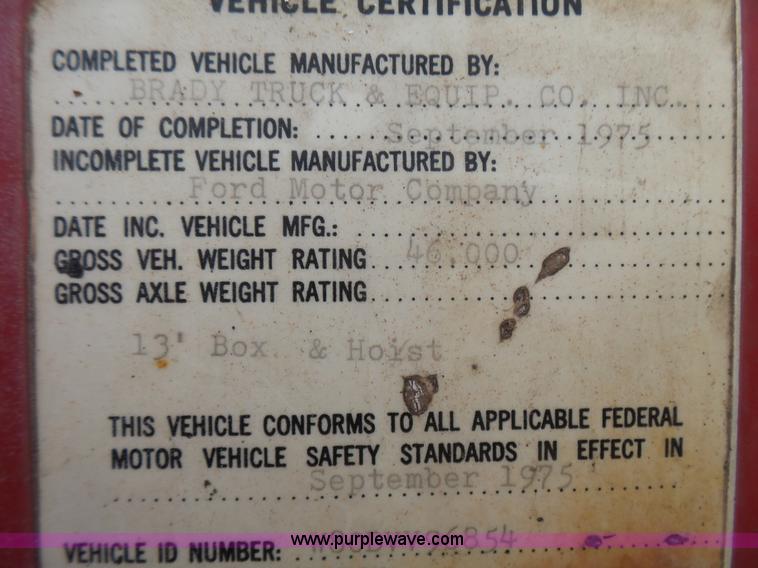 VEHICLE CERTIFICATION
COMPLETED VEHICLE MANUFACTURED BY:
BRADY TRUCK & EQUIP. CO. INC.
DATE OF COMPLETION: September 1975
INCOMPLETE VEHICLE MANUFACTURED BY:
Ford Motor Company
DATE INC. VEHICLE MFG.:
GROSS VEH. WEIGHT RATING 46,000
GROSS AXLE WEIGHT RATING
13' Box & Hoist
THIS VEHICLE CONFORMS TO ALL APPLICABLE FEDERAL
MOTOR VEHICLE SAFETY STANDARDS IN EFFECT IN
September 1975
www.purplewave.com
VEHICLE ID NUMBER: